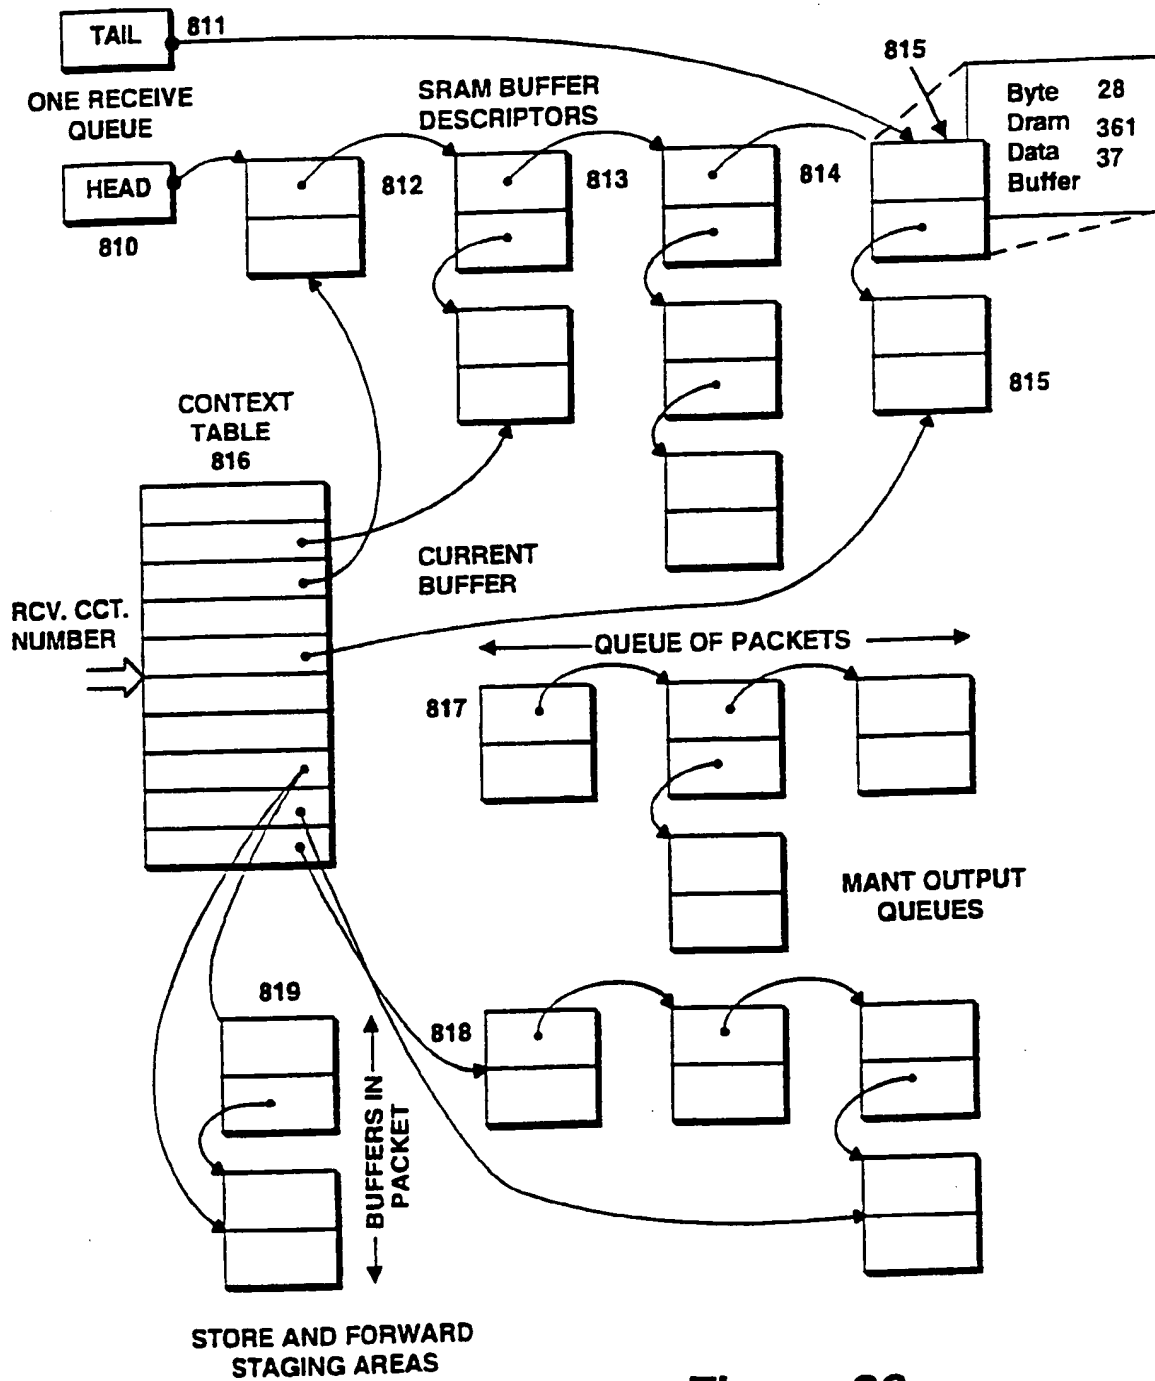 TAIL
811
ONE RECEIVE
QUEUE
HEAD
810
SRAM BUFFER
DESCRIPTORS
812
813
814
815
Byte 28
Dram 361
Data 37
Buffer
815
CONTEXT
TABLE
816
CURRENT
BUFFER
RCV. CCT.
NUMBER
QUEUE OF PACKETS
817
MANT OUTPUT
QUEUES
819
818
BUFFERS IN
PACKET
STORE AND FORWARD
STAGING AREAS